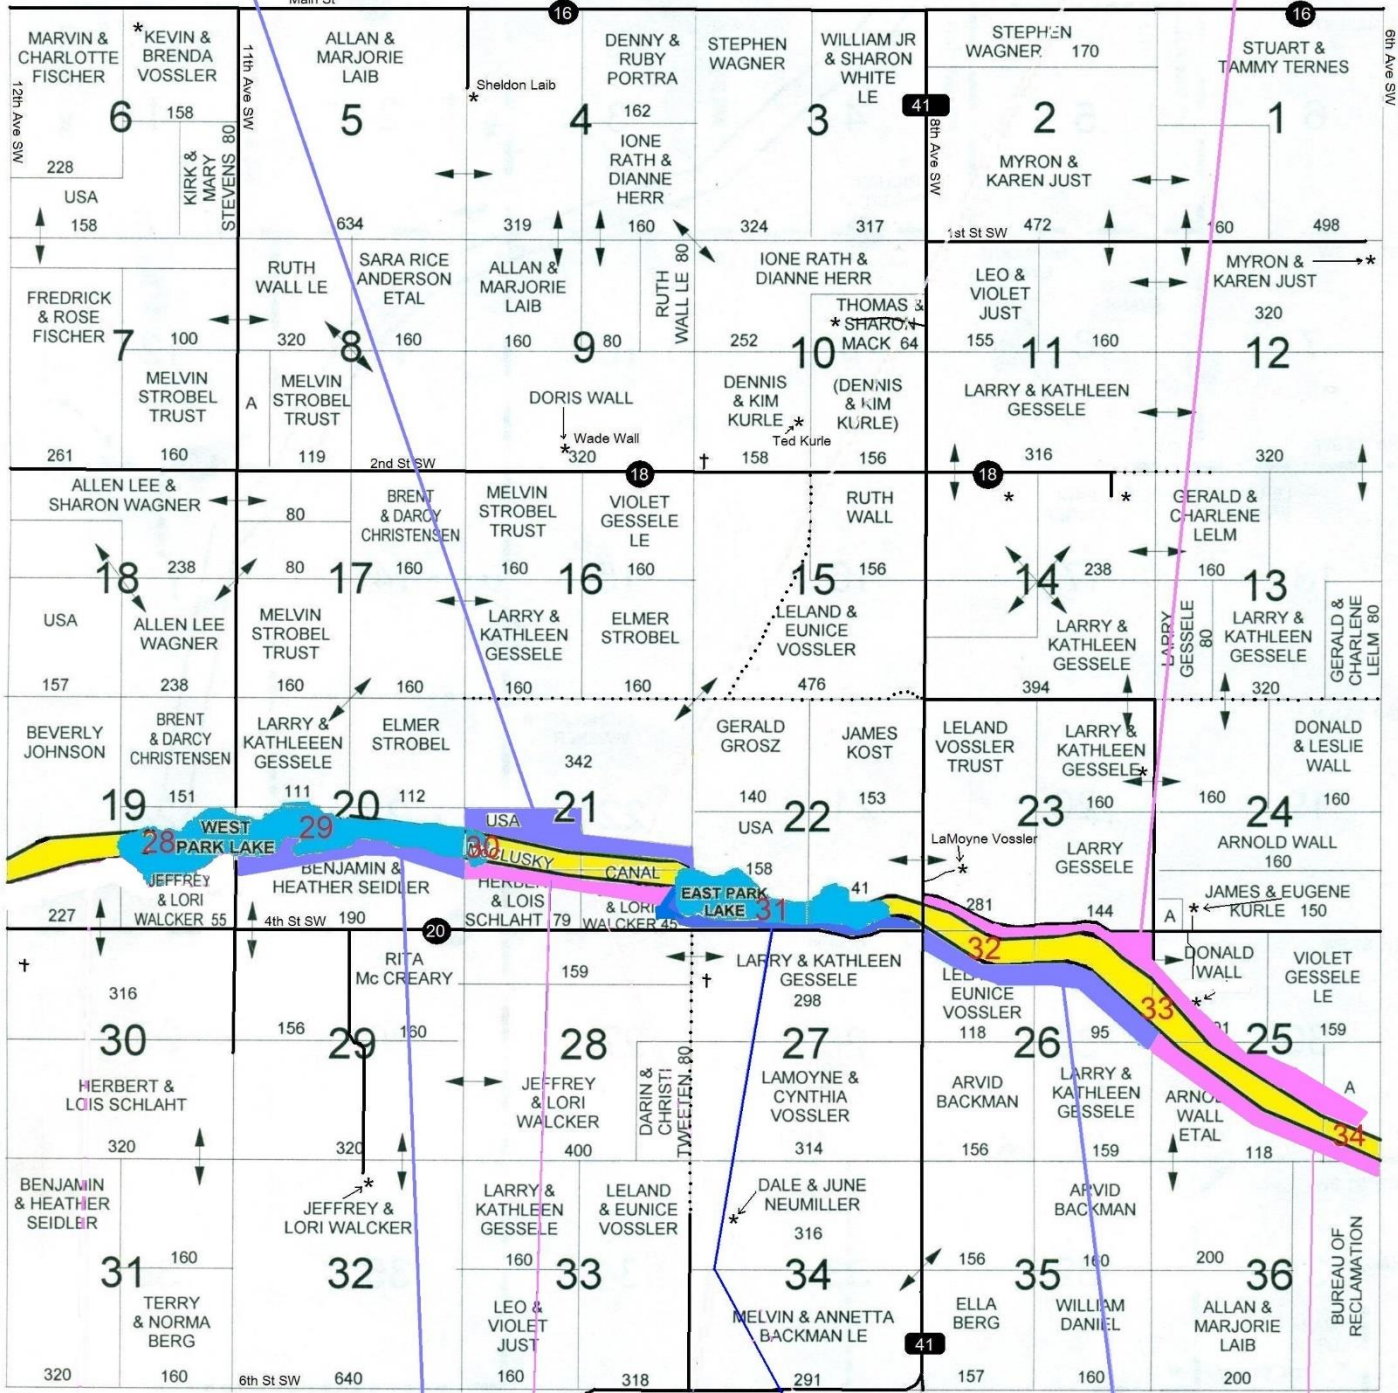 Main St
16
16
MARVIN &
CHARLOTTE
FISCHER
* KEVIN &
BRENDA
VOSSLER
158
6
228
USA
158
KIRK &
MARY
STEVENS 80
12th Ave SW
11th Ave SW
ALLAN &
MARJORIE
LAIB
5
634
Sheldon Laib
*
4
319
DENNY &
RUBY
PORTRA
162
IONE
RATH &
DIANNE
HERR
160
STEPHEN
WAGNER
324
WILLIAM JR
& SHARON
WHITE
LE
3
317
41
8th Ave SW
STEPHEN
WAGNER 170
2
MYRON &
KAREN JUST
472
1st St SW
STUART &
TAMMY TERNES
1
160
498
6th Ave SW
FREDRICK
& ROSE
FISCHER
7
100
MELVIN
STROBEL
TRUST
261
160
RUTH
WALL LE
320
8
SARA RICE
ANDERSON
ETAL
160
A
MELVIN
STROBEL
TRUST
119
2nd St SW
ALLAN &
MARJORIE
LAIB
160
9
80
RUTH
WALL LE 80
DORIS WALL
Wade Wall
*
320
IONE RATH &
DIANNE HERR
252
10
THOMAS &
* SHARON
MACK 64
DENNIS
& KIM
KURLE
*
Ted Kurle
158
(DENNIS
& KIM
KURLE)
156
LEO &
VIOLET
JUST
155
11
160
LARRY & KATHLEEN
GESSELE
316
MYRON &
KAREN JUST
*
320
12
320
†
18
18
ALLEN LEE &
SHARON WAGNER
18
238
USA
157
ALLEN LEE
WAGNER
238
80
80
17
BRENT
& DARCY
CHRISTENSEN
160
MELVIN
STROBEL
TRUST
160
160
MELVIN
STROBEL
TRUST
160
16
VIOLET
GESSELE
LE
160
LARRY &
KATHLEEN
GESSELE
160
ELMER
STROBEL
160
RUTH
WALL
156
15
LELAND &
EUNICE
VOSSLER
476
*
*
14
238
LARRY &
KATHLEEN
GESSELE
394
GERALD &
CHARLENE
LELM
160
13
LARRY
GESSELE
80
LARRY &
KATHLEEN
GESSELE
320
GERALD &
CHARLENE
LELM 80
BEVERLY
JOHNSON
19
BRENT
& DARCY
CHRISTENSEN
151
LARRY &
KATHLEEEN
GESSELE
111
20
ELMER
STROBEL
112
342
21
USA
GERALD
GROSZ
140
USA
158
22
JAMES
KOST
153
41
LELAND
VOSSLER
TRUST
23
LaMoyne Vossler
*
281
LARRY &
KATHLEEN
GESSELE
*
160
LARRY
GESSELE
144
160
24
DONALD
& LESLIE
WALL
160
ARNOLD WALL
160
A
*
JAMES & EUGENE
KURLE 150
28
WEST
PARK LAKE
29
30
McCLUSKY
CANAL
EAST PARK
LAKE
31
32
33
34
227
JEFFREY
& LORI
WALCKER 55
BENJAMIN &
HEATHER SEIDLER
4th St SW
190
20
HERBERT
& LOIS
SCHLAHT 79
& LORI
WALCKER 45
†
316
30
HERBERT &
LOIS SCHLAHT
320
156
29
RITA
Mc CREARY
160
320
159
28
JEFFREY
& LORI
WALCKER
400
DARIN &
CHRISTI
TWEETEN 80
†
LARRY & KATHLEEN
GESSELE
298
27
LAMOYNE &
CYNTHIA
VOSSLER
314
EUNICE
VOSSLER
118
26
95
ARVID
BACKMAN
156
LARRY &
KATHLEEN
GESSELE
159
DONALD
WALL
*
91
25
VIOLET
GESSELE
LE
159
ARNOLD
WALL
ETAL
118
A
BENJAMIN
& HEATHER
SEIDLER
31
160
TERRY
& NORMA
BERG
320
160
*
JEFFREY &
LORI WALCKER
32
6th St SW
640
LARRY &
KATHLEEN
GESSELE
160
33
LEO &
VIOLET
JUST
160
LELAND
& EUNICE
VOSSLER
318
DALE & JUNE
NEUMILLER
*
316
34
MELVIN & ANNETTA
BACKMAN LE
291
41
156
35
ELLA
BERG
157
ARVID
BACKMAN
160
WILLIAM
DANIEL
160
200
36
ALLAN &
MARJORIE
LAIB
200
BUREAU OF
RECLAMATION